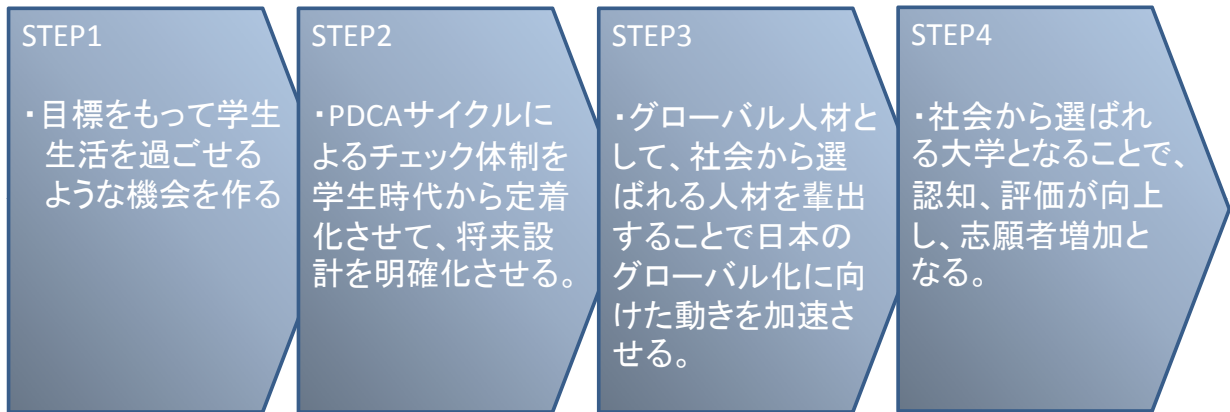 STEP1
・目標をもって学生
生活を過ごせる
ような機会を作る
STEP2
・PDCAサイクルに
よるチェック体制を
学生時代から定着
化させて、将来設
計を明確化させる。
STEP3
・グローバル人材と
して、社会から選
ばれる人材を輩出
することで日本の
グローバル化に向
けた動きを加速さ
せる。
STEP4
・社会から選ばれ
る大学となることで、
認知、評価が向上
し、志願者増加と
なる。